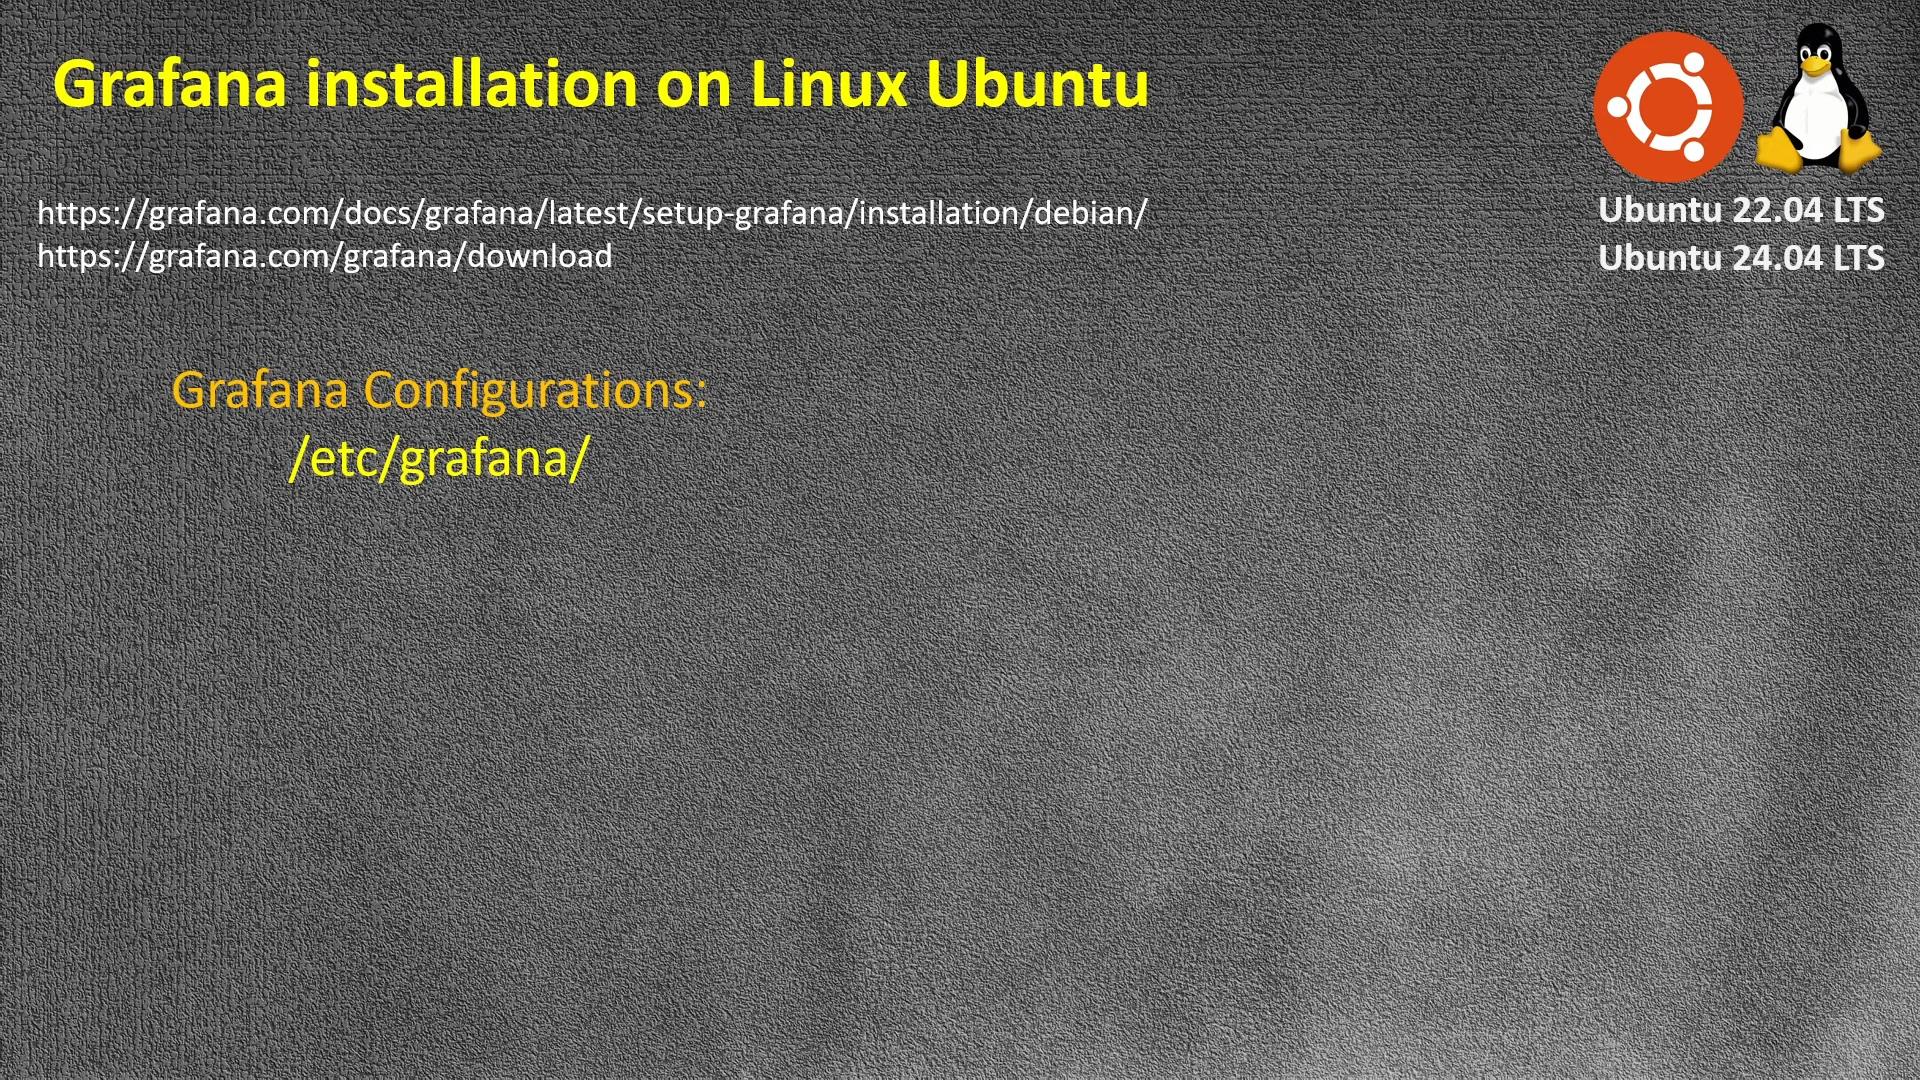 Grafana installation on Linux Ubuntu
https://grafana.com/docs/grafana/latest/setup-grafana/installation/debian/
https://grafana.com/grafana/download
Ubuntu 22.04 LTS
Ubuntu 24.04 LTS
Grafana Configurations:
/etc/grafana/